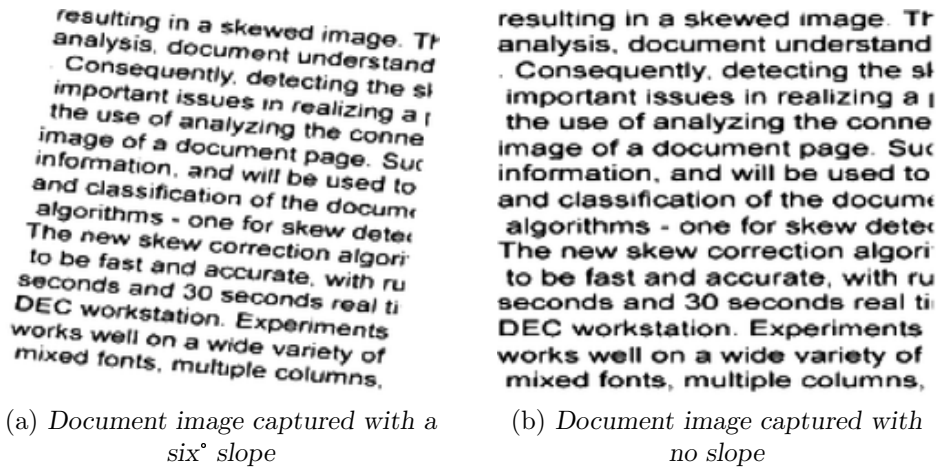 resulting in a skewed image. Th
analysis, document understand
. Consequently, detecting the sk
important issues in realizing a
the use of analyzing the conne
image of a document page. Suc
information, and will be used to
and classification of the docume
algorithms - one for skew detec
The new skew correction algori
to be fast and accurate, with ru
seconds and 30 seconds real ti
DEC workstation. Experiments
works well on a wide variety of
mixed fonts, multiple columns,
(a) Document image captured with a
six° slope
resulting in a skewed image. Th
analysis, document understand
. Consequently, detecting the sk
important issues in realizing a
the use of analyzing the conne
image of a document page. Suc
information, and will be used to
and classification of the docume
algorithms - one for skew detec
The new skew correction algori
to be fast and accurate, with ru
seconds and 30 seconds real ti
DEC workstation. Experiments
works well on a wide variety of
mixed fonts, multiple columns,
(b) Document image captured with
no slope